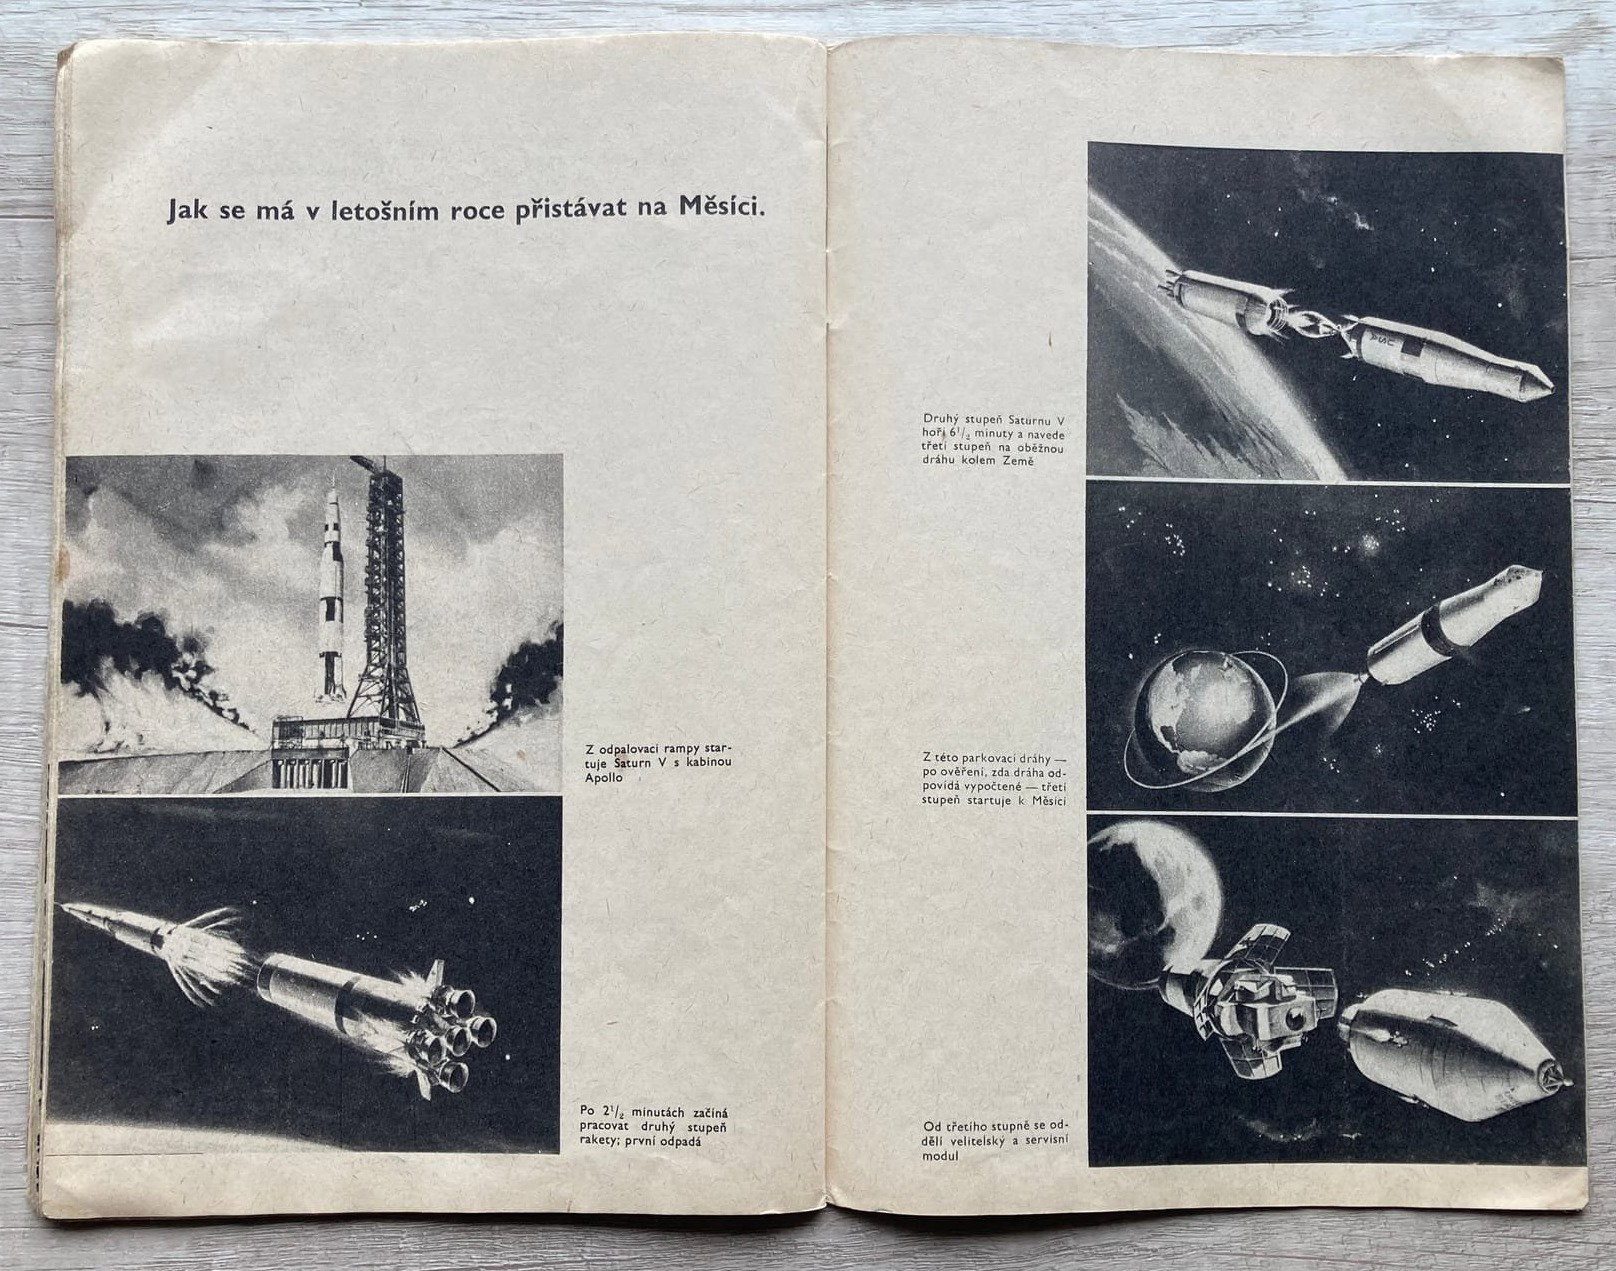 Jak se má v letošním roce přistávat na Měsíci.
Z odpalovací rampy star-
tuje Saturn V s kabinou
Apollo
Po 2¹/₂ minutách začíná
pracovat druhý stupeň
rakety; první odpadá
Druhý stupeň Saturnu V
hoří 6¹/₂ minuty a navede
třetí stupeň na oběžnou
dráhu kolem Země
USA
Z této parkovací dráhy —
po ověření, zda dráha od-
povídá vypočtené — třetí
stupeň startuje k Měsíci
Od třetího stupně se od-
dělí velitelský a servisní
modul